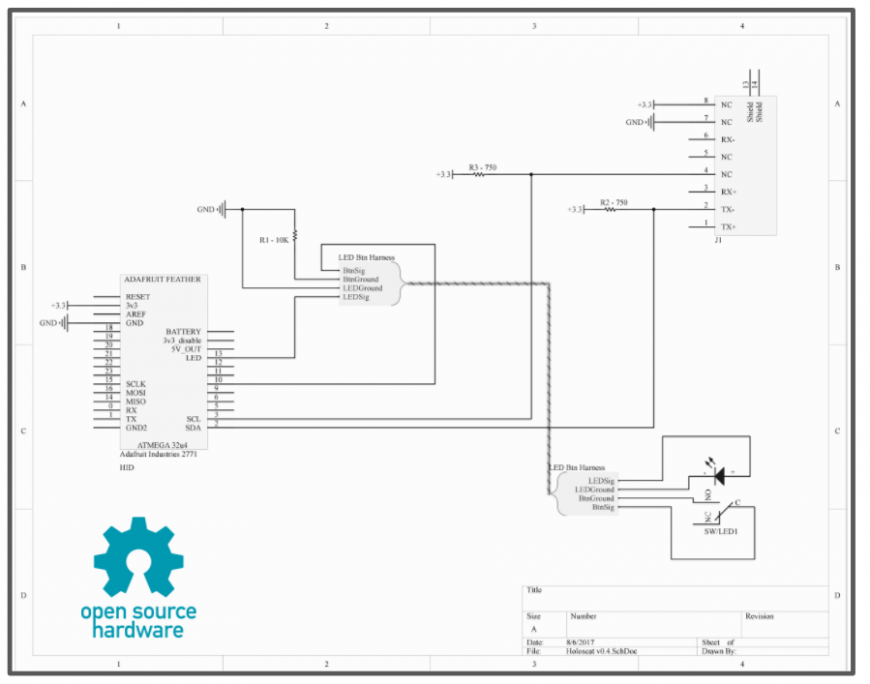 1 2 3 4
A A
B B
C C
D D
13
14
Shield
Shield
+3.3 8 NC
GND 7 NC
6 RX-
5 NC
+3.3 R3 - 750 4 NC
3 RX+
+3.3 R2 - 750 2 TX-
1 TX+
J1
GND
R1 - 10K
LED Btn Harness
BtnSig
BtnGround
LEDGround
LEDSig
ADAFRUIT FEATHER
RESET
+3.3 3v3
AREF
GND GND
18 BATTERY
19 3v3_disable
20 5V_OUT
21 LED 13
22 12
23 11
15 SCLK 10
16 MOSI 9
14 MISO 6
0 RX 5
1 TX SCL 3
GND2 SDA 2
ATMEGA 32u4
Adafruit Industries 2771
HID
LED Btn Harness
LEDSig
LEDGround
BtnGround
BtnSig
- +
NO
C
NC
SW/LED1
open source
hardware
Title
Size Number Revision
A
Date: 8/6/2017 Sheet of
File: Holoseat v0.4.SchDoc Drawn By:
1 2 3 4